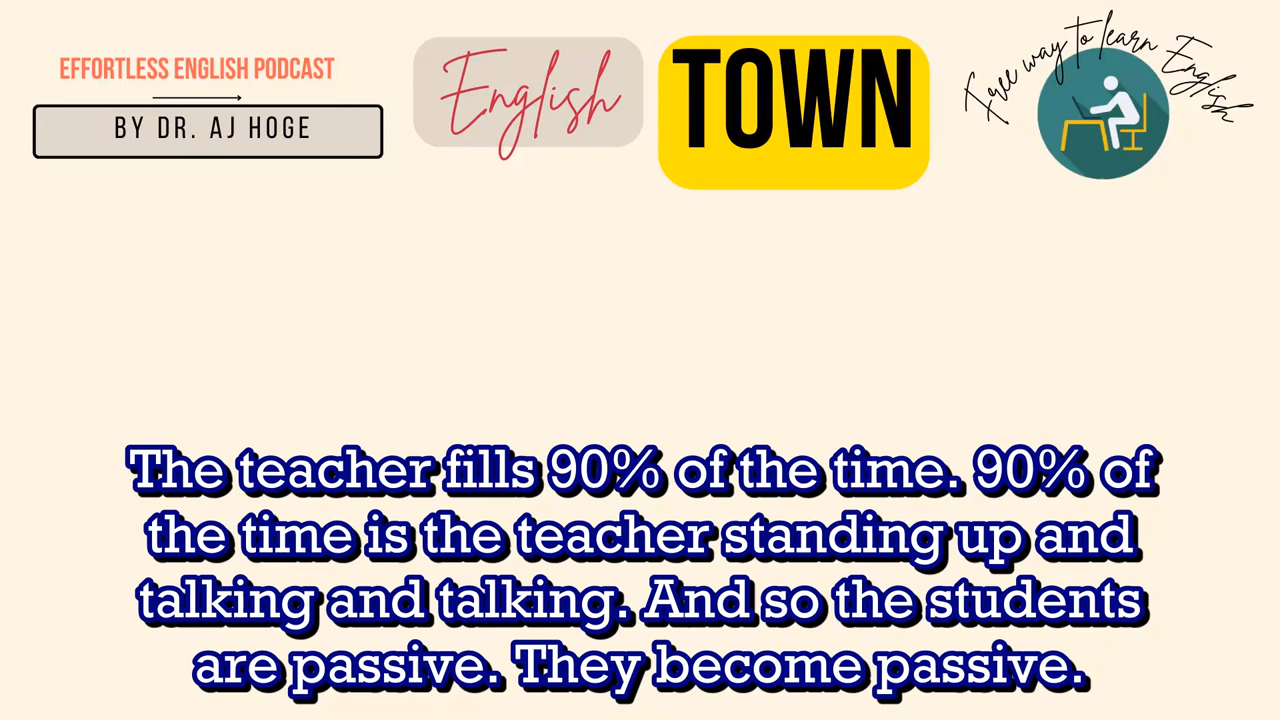 EFFORTLESS ENGLISH PODCAST
BY DR. AJ HOGE
English
TOWN
Free way to learn English
The teacher fills 90% of the time. 90% of
the time is the teacher standing up and
talking and talking. And so the students
are passive. They become passive.